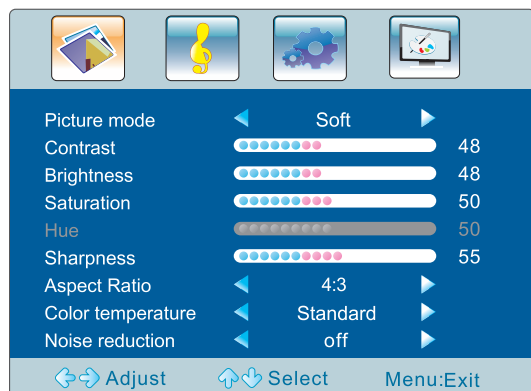 Picture mode Soft
Contrast 48
Brightness 48
Saturation 50
Hue 50
Sharpness 55
Aspect Ratio 4:3
Color temperature Standard
Noise reduction off
Adjust Select Menu:Exit